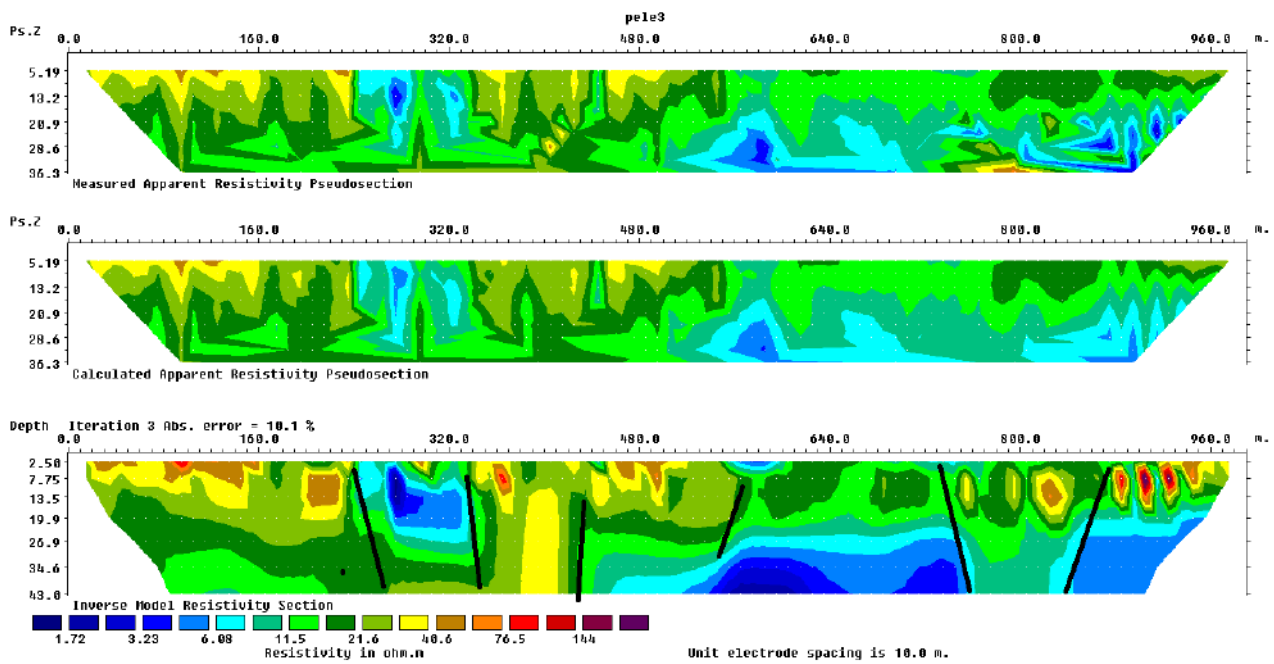 pele3
Ps.Z 0.0 160.0 320.0 480.0 640.0 800.0 960.0 m.
5.19
13.2
20.9
28.6
36.3
Measured Apparent Resistivity Pseudosection
Ps.Z 0.0 160.0 320.0 480.0 640.0 800.0 960.0 m.
5.19
13.2
20.9
28.6
36.3
Calculated Apparent Resistivity Pseudosection
Depth Iteration 3 Abs. error = 10.1 %
0.0 160.0 320.0 480.0 640.0 800.0 960.0 m.
2.50
7.75
13.5
19.9
25.9
34.6
43.0
Inverse Model Resistivity Section
1.72 3.23 6.08 11.5 21.6 40.6 76.5 144
Resistivity in ohm.m Unit electrode spacing is 10.0 m.